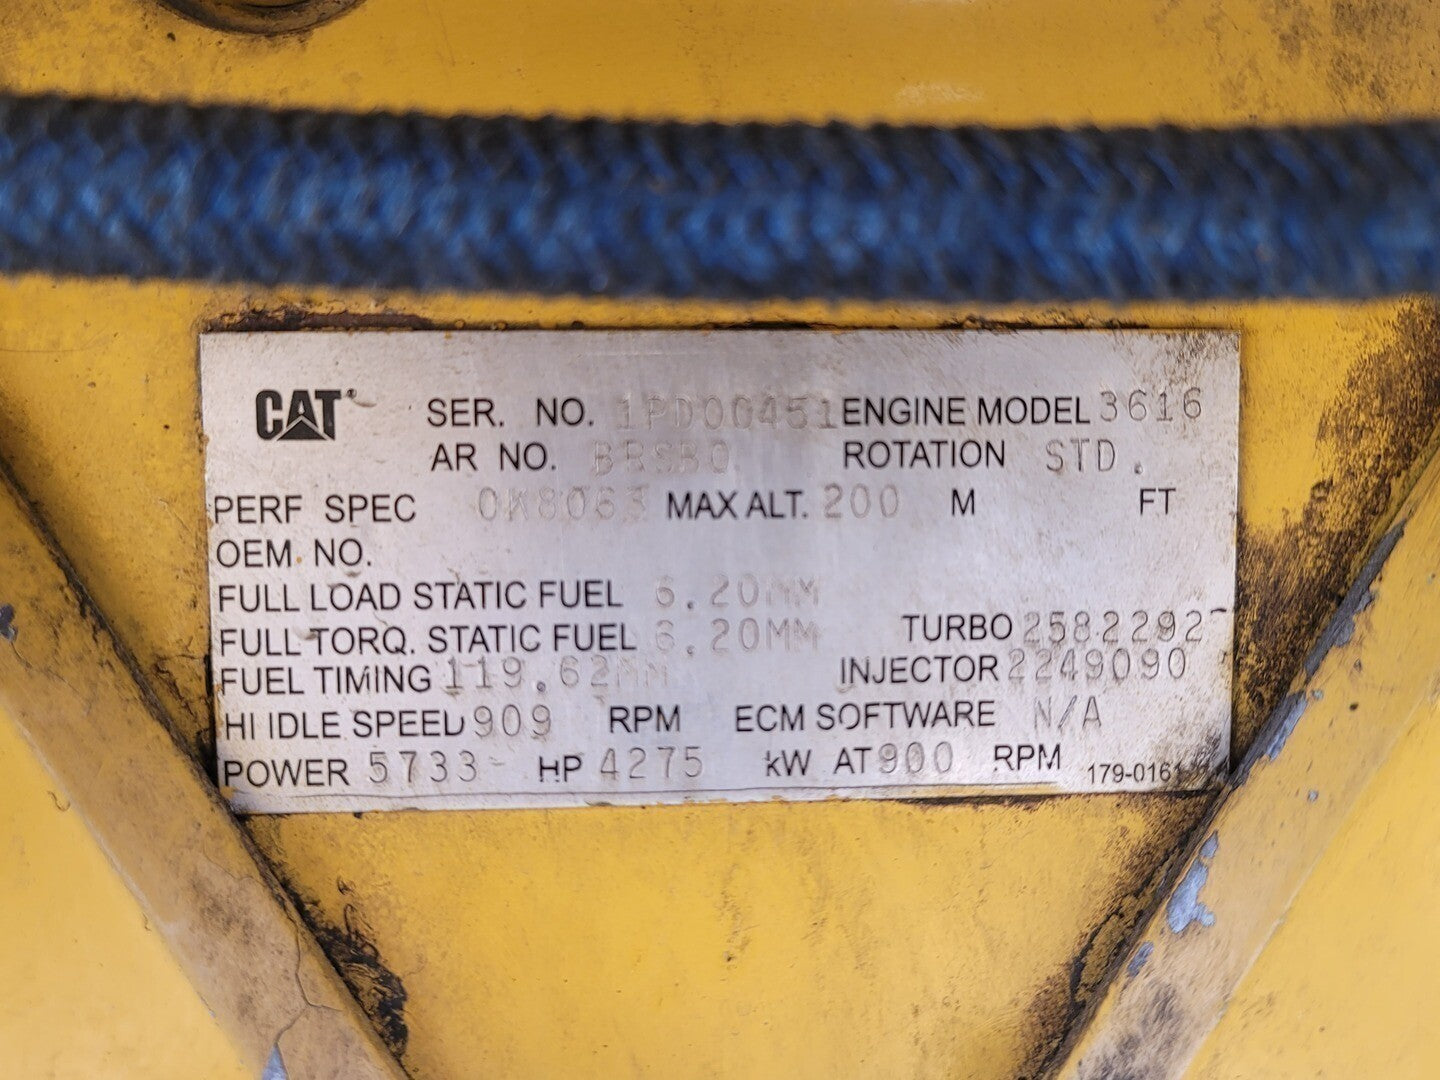 CAT SER. NO. 1PD00451 ENGINE MODEL 3616
AR NO. BRSB0 ROTATION STD.
PERF SPEC 0K8063 MAX ALT. 200 M FT
OEM NO.
FULL LOAD STATIC FUEL 6.20MM
FULL TORQ. STATIC FUEL 6.20MM TURBO 2582292
FUEL TIMING 119.62MM INJECTOR 2249090
HI IDLE SPEED 909 RPM ECM SOFTWARE N/A
POWER 5733 HP 4275 kW AT 900 RPM 179-0161